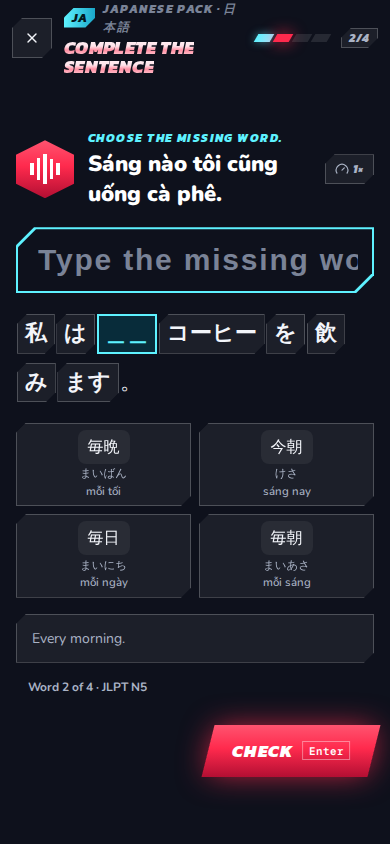 ×
JA
JAPANESE PACK · 日
本語
COMPLETE THE
SENTENCE
2/4
CHOOSE THE MISSING WORD.
Sáng nào tôi cũng
uống cà phê.
1×
Type the missing wo
私 は __ コーヒー を 飲
み ます 。
毎晩
まいばん
mỗi tối
今朝
けさ
sáng nay
毎日
まいにち
mỗi ngày
毎朝
まいあさ
mỗi sáng
Every morning.
Word 2 of 4 · JLPT N5
CHECK Enter